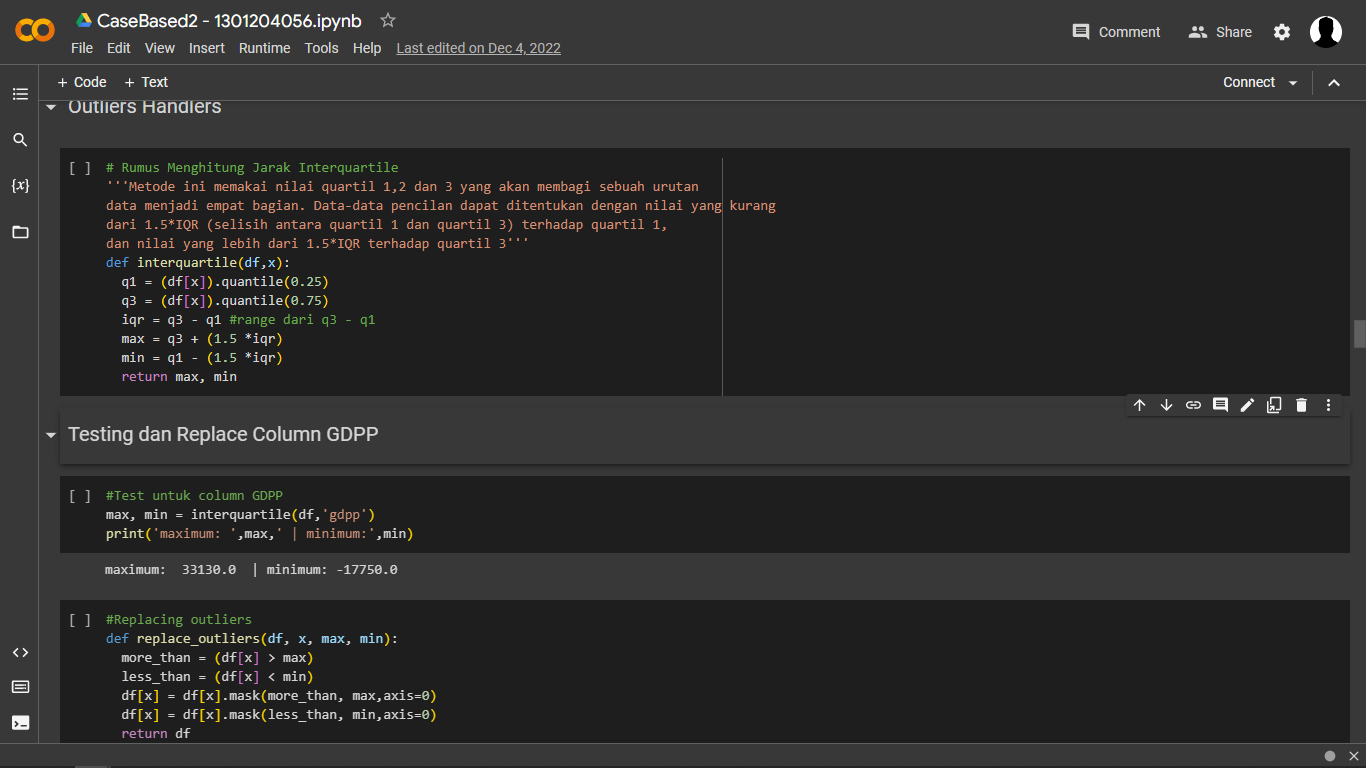 CaseBased2 - 1301204056.ipynb
File Edit View Insert Runtime Tools Help Last edited on Dec 4, 2022
Comment Share
+ Code + Text
Connect
Outliers Handlers
[ ] # Rumus Menghitung Jarak Interquartile
'''Metode ini memakai nilai quartil 1,2 dan 3 yang akan membagi sebuah urutan
data menjadi empat bagian. Data-data pencilan dapat ditentukan dengan nilai yang kurang
dari 1.5*IQR (selisih antara quartil 1 dan quartil 3) terhadap quartil 1,
dan nilai yang lebih dari 1.5*IQR terhadap quartil 3'''
def interquartile(df,x):
  q1 = (df[x]).quantile(0.25)
  q3 = (df[x]).quantile(0.75)
  iqr = q3 - q1 #range dari q3 - q1
  max = q3 + (1.5 *iqr)
  min = q1 - (1.5 *iqr)
  return max, min
Testing dan Replace Column GDPP
[ ] #Test untuk column GDPP
max, min = interquartile(df,'gdpp')
print('maximum: ',max,' | minimum:',min)
maximum:  33130.0  | minimum: -17750.0
[ ] #Replacing outliers
def replace_outliers(df, x, max, min):
  more_than = (df[x] > max)
  less_than = (df[x] < min)
  df[x] = df[x].mask(more_than, max,axis=0)
  df[x] = df[x].mask(less_than, min,axis=0)
  return df